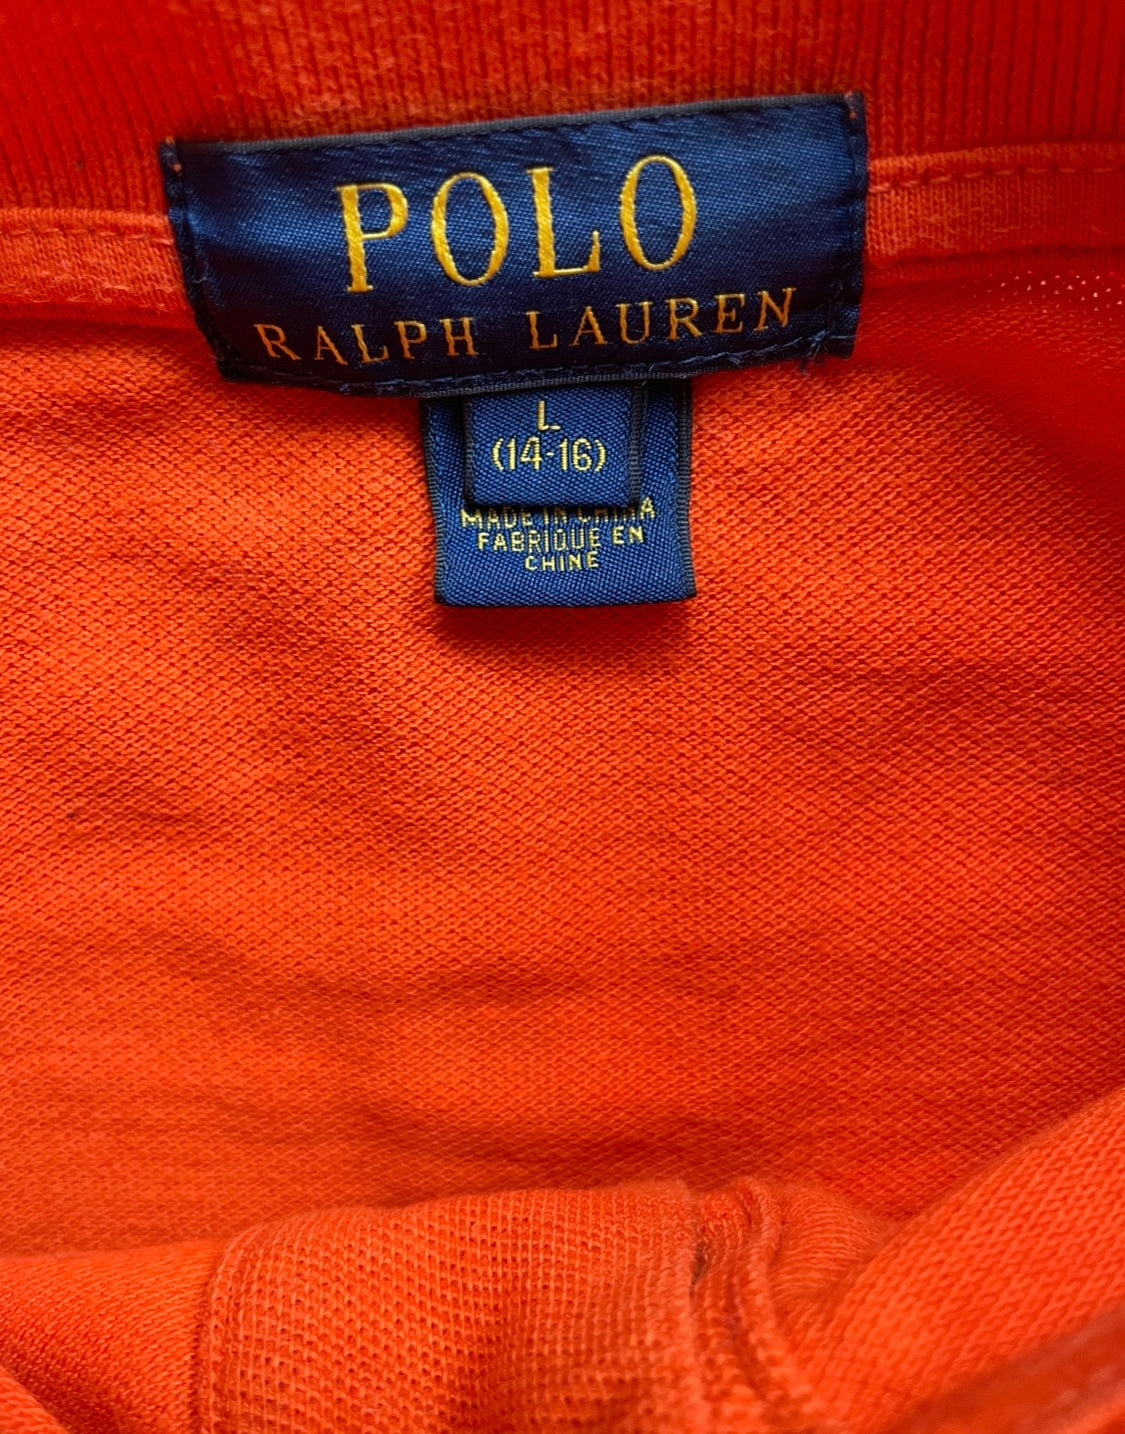 POLO
RALPH LAUREN
L
(14-16)
MADE IN CHINA
FABRIQUE EN
CHINE